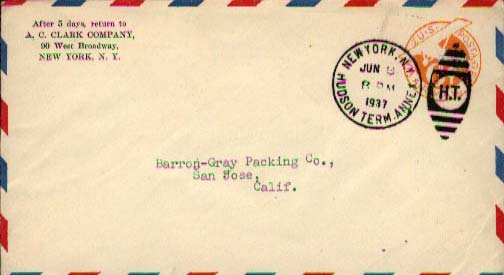 After 5 days, return to
A. C. CLARK COMPANY,
90 West Broadway,
NEW YORK, N. Y.
U.S. POSTAGE
NEW YORK, N.Y.
JUN 3
8 PM
1937
HUDSON TERM. ANNEX
H.T.
Barron-Gray Packing Co.,
San Jose,
Calif.